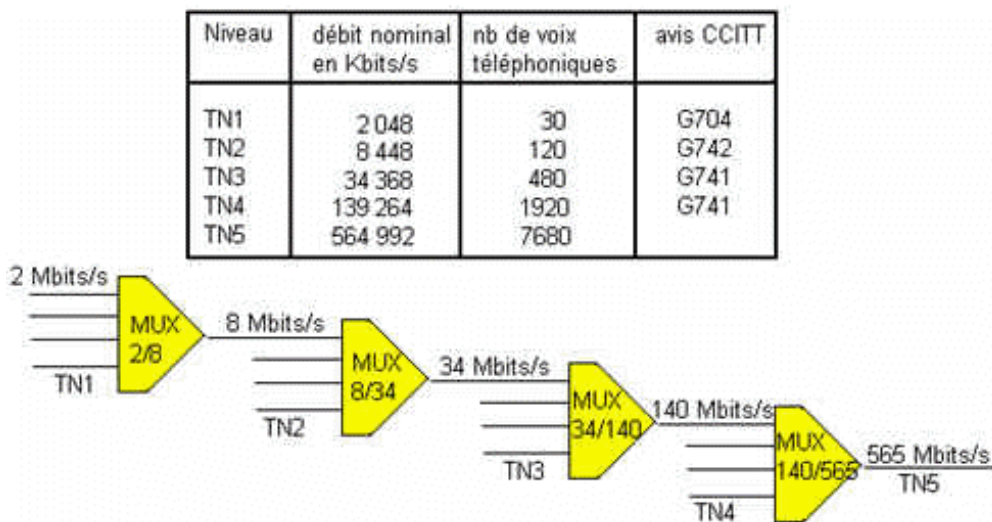 Niveau débit nominal en Kbits/s nb de voix téléphoniques avis CCITT
TN1 2 048 30 G704
TN2 8 448 120 G742
TN3 34 368 480 G741
TN4 139 264 1920 G741
TN5 564 992 7680
2 Mbits/s
MUX
2/8
TN1
8 Mbits/s
MUX
8/34
TN2
34 Mbits/s
MUX
34/140
TN3
140 Mbits/s
MUX
140/565
TN4
565 Mbits/s
TN5